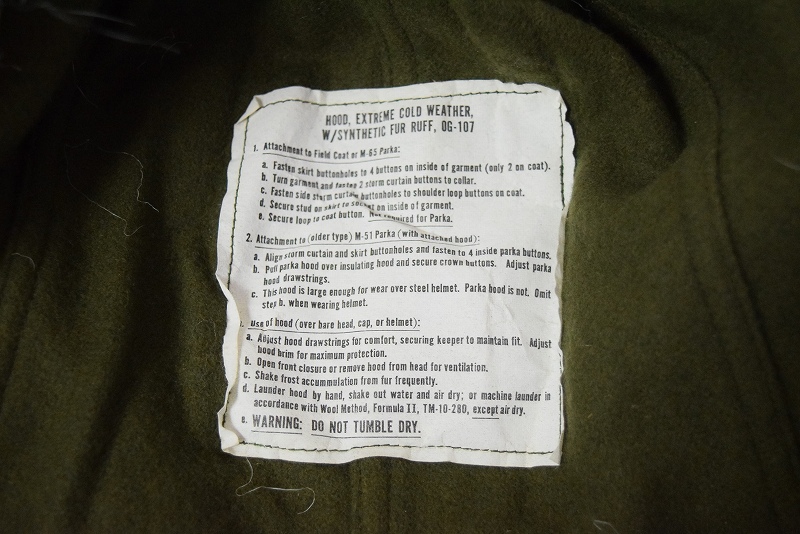 HOOD, EXTREME COLD WEATHER,
W/SYNTHETIC FUR RUFF, OG-107
1. Attachment to Field Coat or M-65 Parka:
a. Fasten skirt buttonholes to 4 buttons on inside of garment (only 2 on coat).
b. Turn garment and fasten 2 storm curtain buttons to collar.
c. Fasten side storm curtain buttonholes to shoulder loop buttons on coat.
d. Secure stud on skirt to socket on inside of garment.
e. Secure loop to coat button. Not required for Parka.
2. Attachment to (older type) M-51 Parka (with attached hood):
a. Align storm curtain and skirt buttonholes and fasten to 4 inside parka buttons.
b. Pull parka hood over insulating hood and secure crown buttons. Adjust parka
hood drawstrings.
c. This hood is large enough for wear over steel helmet. Parka hood is not. Omit
step b. when wearing helmet.
Use of hood (over bare head, cap, or helmet):
a. Adjust hood drawstrings for comfort, securing keeper to maintain fit. Adjust
hood brim for maximum protection.
b. Open front closure or remove hood from head for ventilation.
c. Shake frost accumulation from fur frequently.
d. Launder hood by hand, shake out water and air dry; or machine launder in
accordance with Wool Method, Formula II, TM-10-280, except air dry.
e. WARNING: DO NOT TUMBLE DRY.